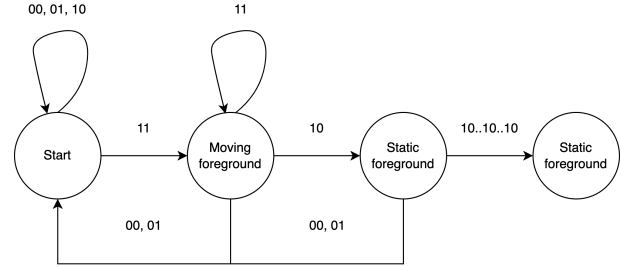 00, 01, 10
11
Start
11
Moving
foreground
10
Static
foreground
10..10..10
Static
foreground
00, 01
00, 01